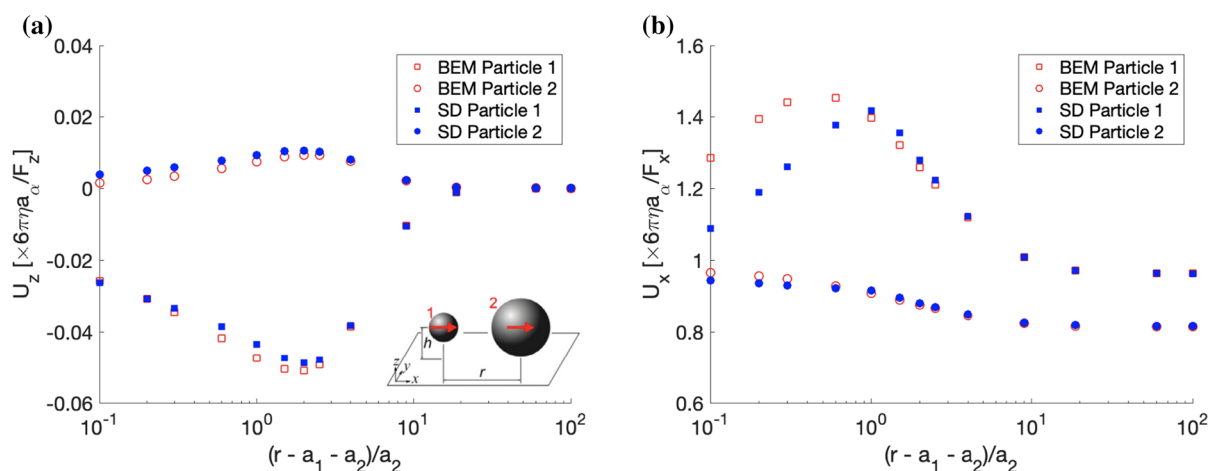 (a)
0.04
0.02
0
-0.02
-0.04
-0.06
U_z [×6πηa_α/F_z]
BEM Particle 1
BEM Particle 2
SD Particle 1
SD Particle 2
1
2
h
r
z
y
x
10^-1
10^0
10^1
10^2
(r - a_1 - a_2)/a_2
(b)
1.6
1.4
1.2
1
0.8
0.6
U_x [×6πηa_α/F_x]
BEM Particle 1
BEM Particle 2
SD Particle 1
SD Particle 2
10^-1
10^0
10^1
10^2
(r - a_1 - a_2)/a_2